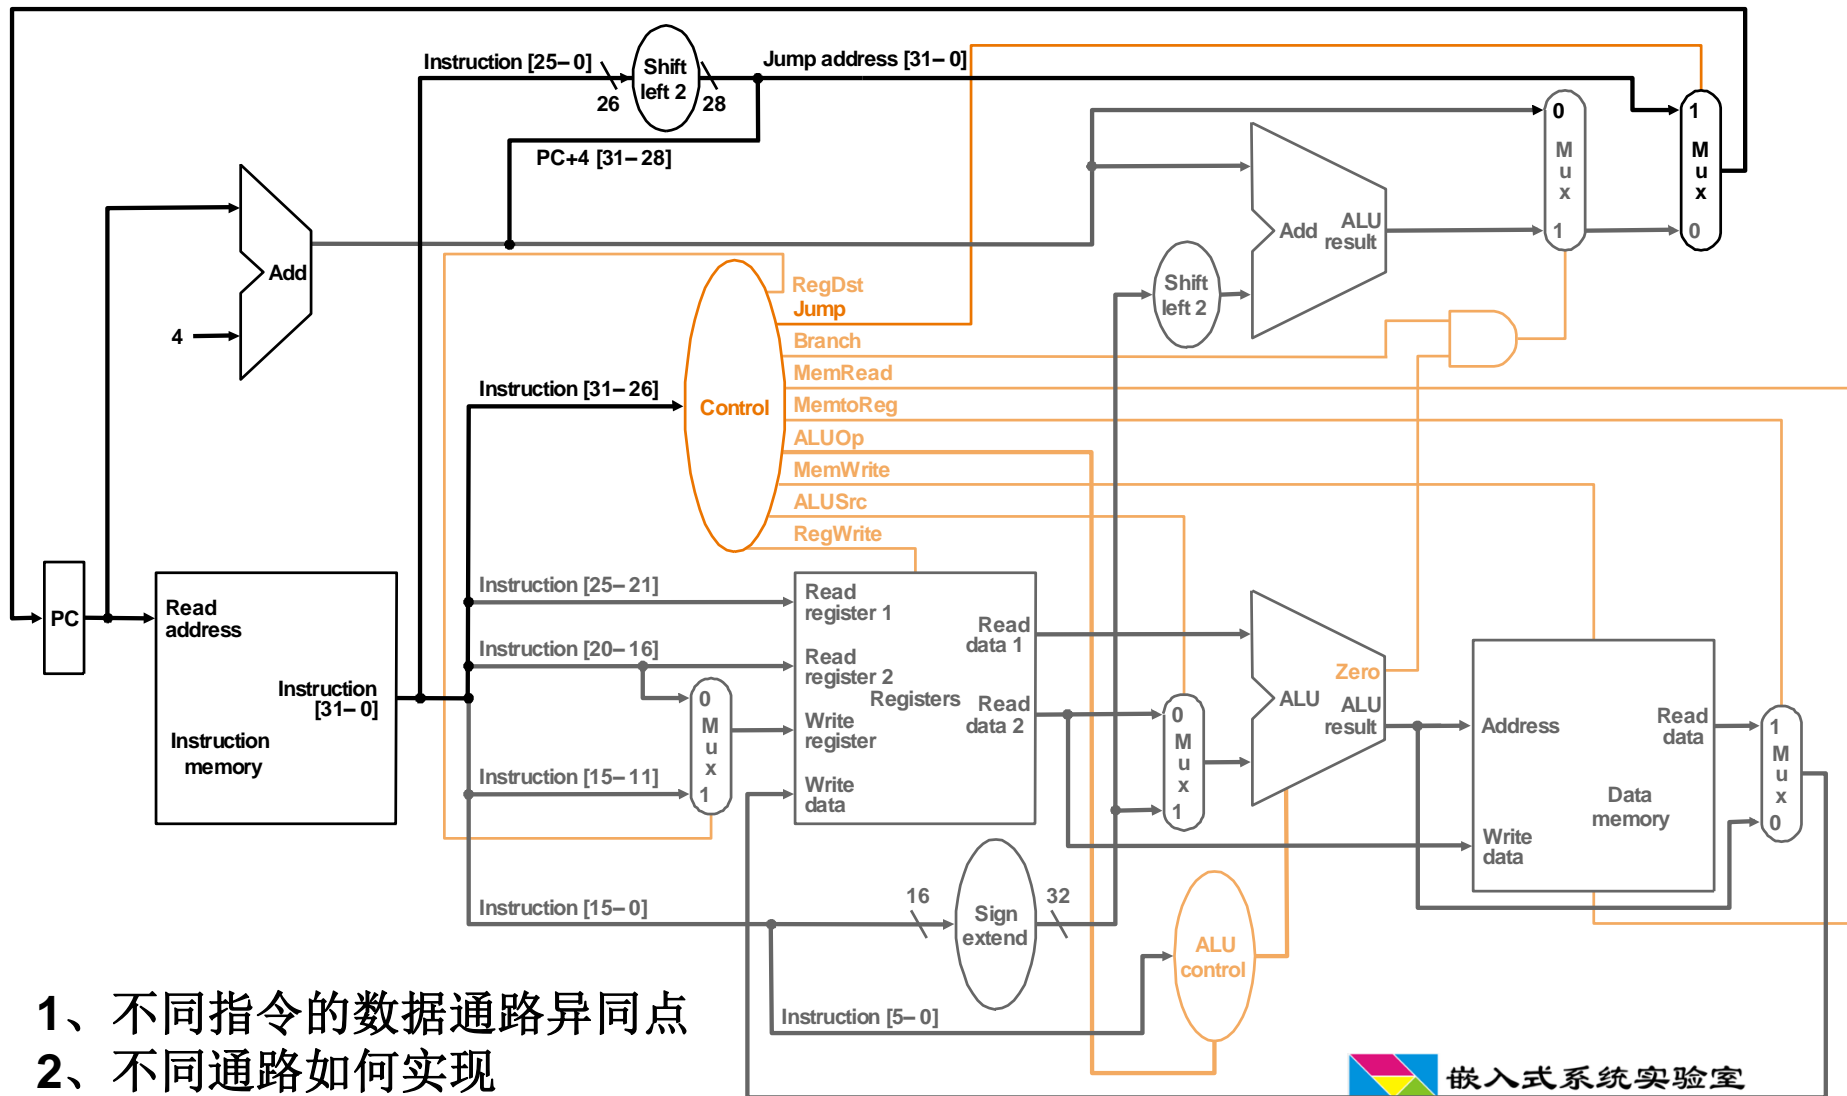 Instruction [25–0]
Shift
left 2
Jump address [31–0]
26
28
PC+4 [31–28]
0
M
u
x
1
1
M
u
x
0
Add
ALU
result
Add
4
Shift
left 2
RegDst
Jump
Branch
MemRead
MemtoReg
ALUOp
MemWrite
ALUSrc
RegWrite
Instruction [31–26]
Control
PC
Read
address
Instruction
[31–0]
Instruction
memory
Instruction [25–21]
Instruction [20–16]
Instruction [15–11]
0
M
u
x
1
Read
register 1
Read
register 2
Write
register
Write
data
Registers
Read
data 1
Read
data 2
0
M
u
x
1
Zero
ALU
ALU
result
Address
Read
data
Data
memory
Write
data
1
M
u
x
0
Instruction [15–0]
16
Sign
extend
32
ALU
control
Instruction [5–0]
1、不同指令的数据通路异同点
2、不同通路如何实现
嵌入式系统实验室